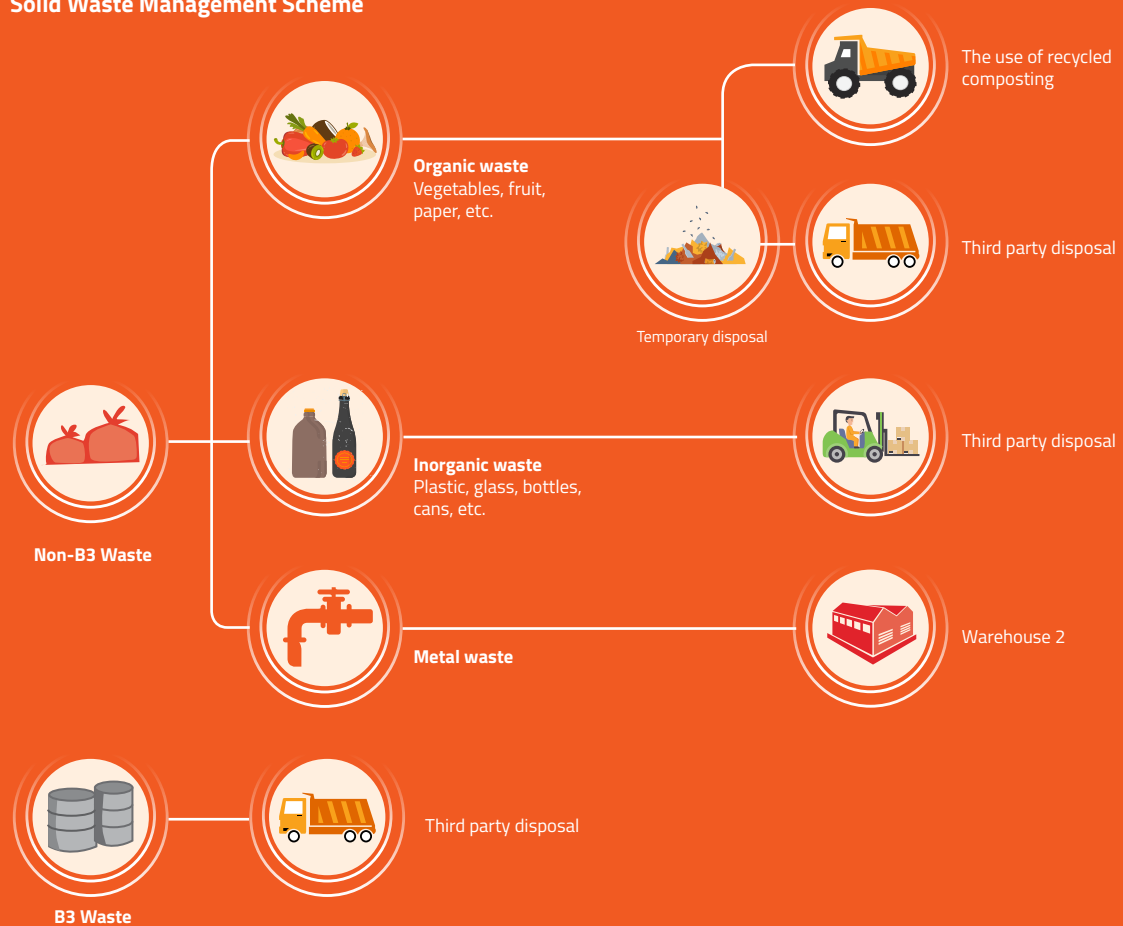 Solid Waste Management Scheme
The use of recycled
composting
Organic waste
Vegetables, fruit,
paper, etc.
Third party disposal
Temporary disposal
Third party disposal
Inorganic waste
Plastic, glass, bottles,
cans, etc.
Non-B3 Waste
Warehouse 2
Metal waste
Third party disposal
B3 Waste